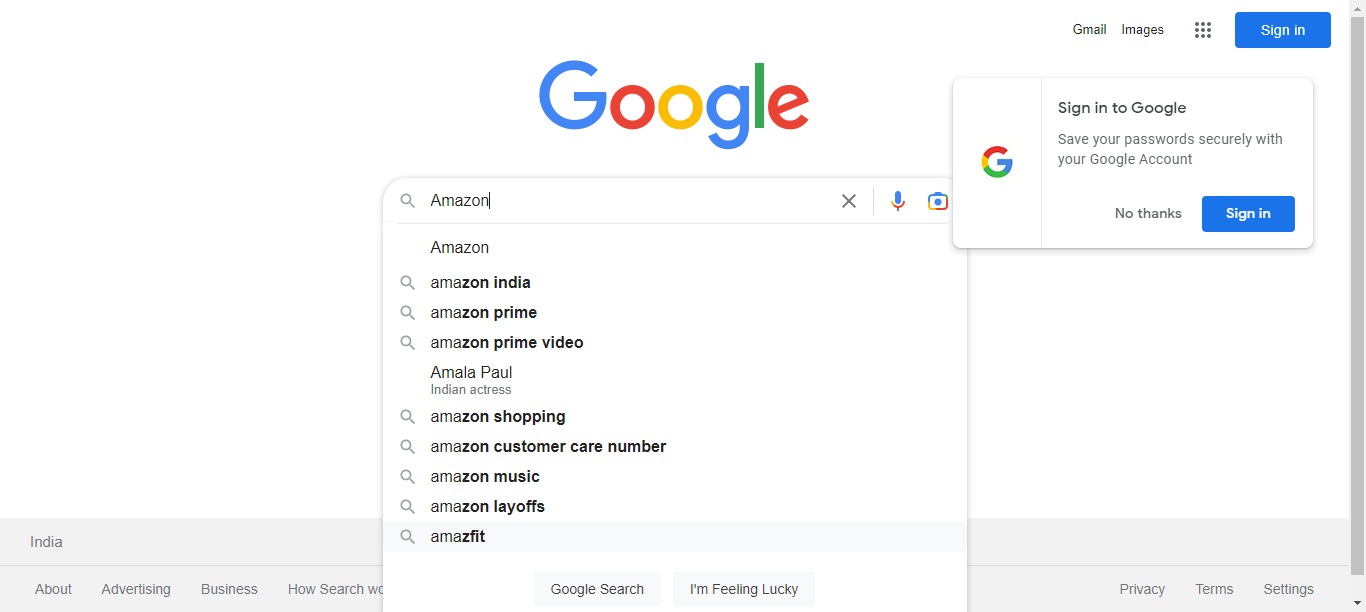 Gmail Images Sign in
Google
Sign in to Google
Save your passwords securely with
your Google Account
No thanks Sign in
Amazon
Amazon
amazon india
amazon prime
amazon prime video
Amala Paul
Indian actress
amazon shopping
amazon customer care number
amazon music
amazon layoffs
amazfit
Google Search I'm Feeling Lucky
India
About Advertising Business How Search wo
Privacy Terms Settings